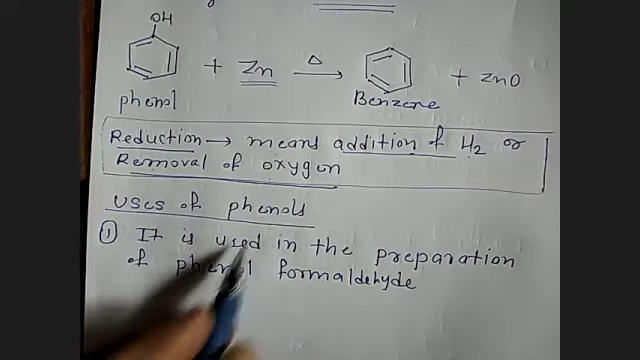 OH
+ Zn Δ → + ZnO
phenol Benzene
Reduction → means addition of H2 or
Removal of oxygen
Uses of phenols
① It is used in the preparation
of phenol formaldehyde